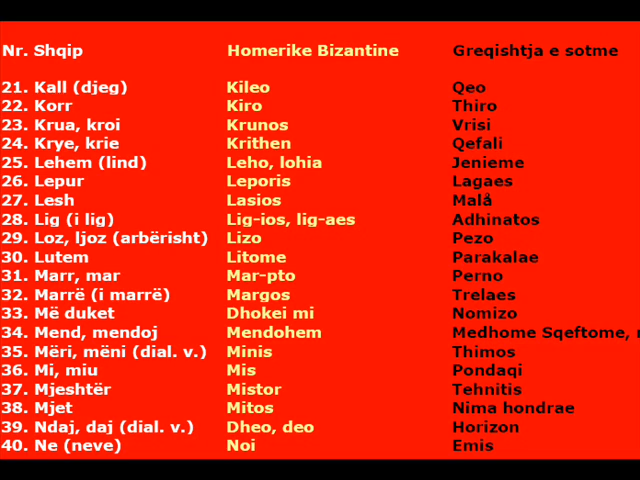 Nr. Shqip Homerike Bizantine Greqishtja e sotme
21. Kall (djeg) Kileo Qeo
22. Korr Kiro Thiro
23. Krua, kroi Krunos Vrisi
24. Krye, krie Krithen Qefali
25. Lehem (lind) Leho, lohia Jenieme
26. Lepur Leporis Lagaes
27. Lesh Lasios Malå
28. Lig (i lig) Lig-ios, lig-aes Adhinatos
29. Loz, ljoz (arbërisht) Lizo Pezo
30. Lutem Litome Parakalae
31. Marr, mar Mar-pto Perno
32. Marrë (i marrë) Margos Trelaes
33. Më duket Dhokei mi Nomizo
34. Mend, mendoj Mendohem Medhome Sqeftome,
35. Mëri, mëni (dial. v.) Minis Thimos
36. Mi, miu Mis Pondaqi
37. Mjeshtër Mistor Tehnitis
38. Mjet Mitos Nima hondrae
39. Ndaj, daj (dial. v.) Dheo, deo Horizon
40. Ne (neve) Noi Emis